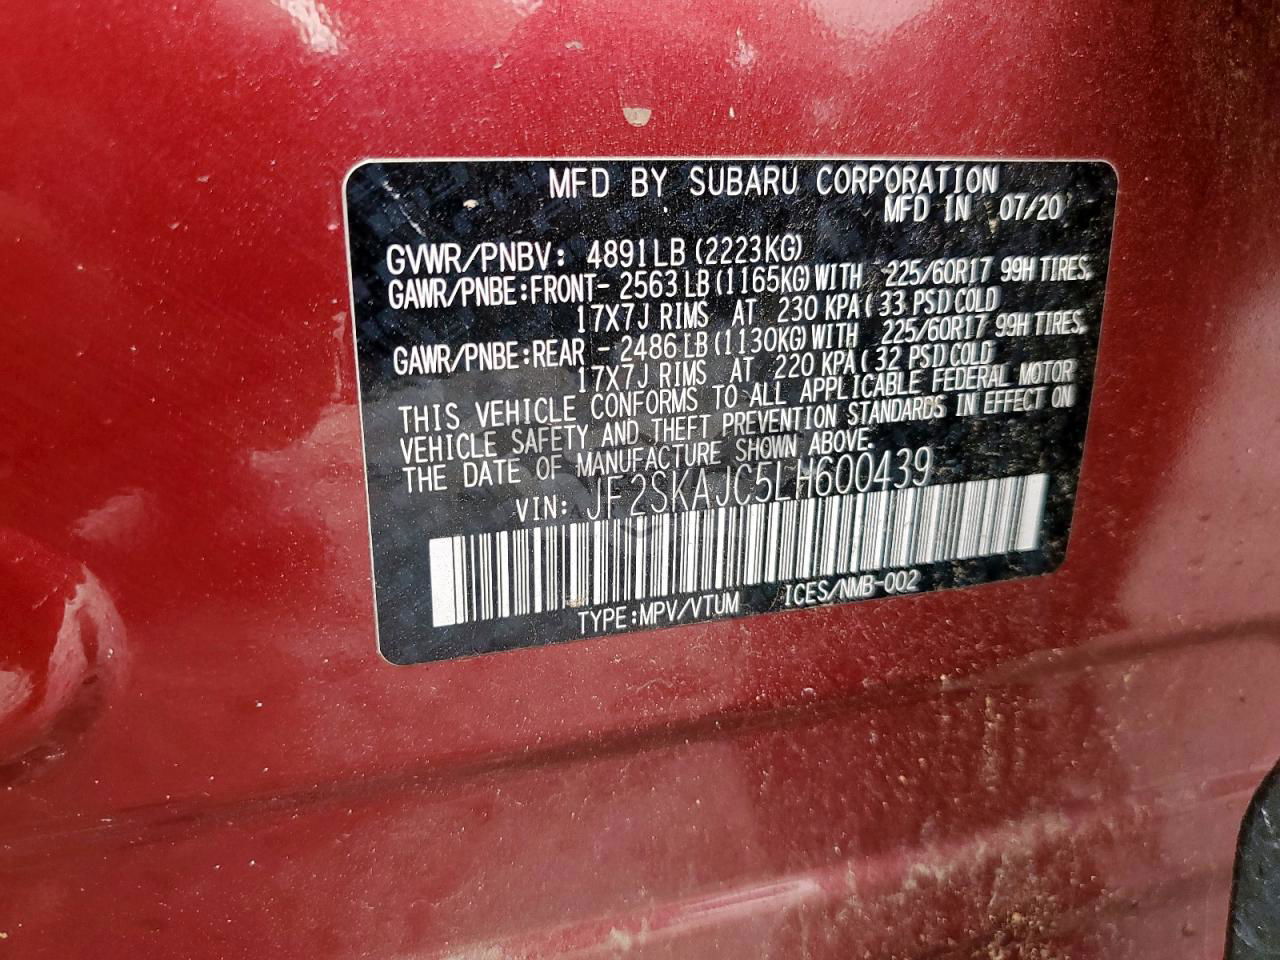 MFD BY SUBARU CORPORATION
MFD IN 07/20
GVWR/PNBV: 4891LB (2223KG)
GAWR/PNBE:FRONT- 2563 LB (1165KG) WITH 225/60R17 99H TIRES,
17X7J RIMS AT 230 KPA ( 33 PSI) COLD
GAWR/PNBE:REAR - 2486 LB (1130KG) WITH 225/60R17 99H TIRES,
17X7J RIMS AT 220 KPA ( 32 PSI) COLD
THIS VEHICLE CONFORMS TO ALL APPLICABLE FEDERAL MOTOR
VEHICLE SAFETY AND THEFT PREVENTION STANDARDS IN EFFECT ON
THE DATE OF MANUFACTURE SHOWN ABOVE.
VIN: JF2SKAJC5LH600439
TYPE:MPV/VTUM ICES/NMB-002